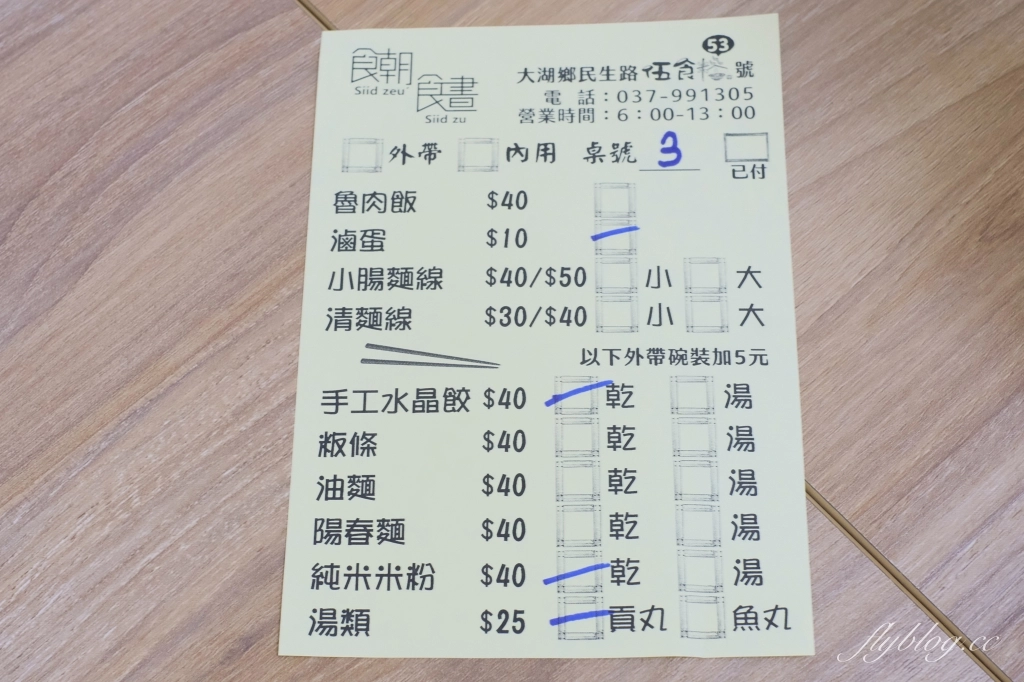 53
食朝
Siid zeu
食書
Siid zu
大湖鄉民生路伍食 號
電話：037-991305
營業時間：6：00-13：00
外帶 內用 桌號 3
已付
魯肉飯 $40
滷蛋 $10
小腸麵線 $40/$50 小 大
清麵線 $30/$40 小 大
以下外帶碗裝加5元
手工水晶餃 $40 乾 湯
粄條 $40 乾 湯
油麵 $40 乾 湯
陽春麵 $40 乾 湯
純米米粉 $40 乾 湯
湯類 $25 貢丸 魚丸
flyblog.cc